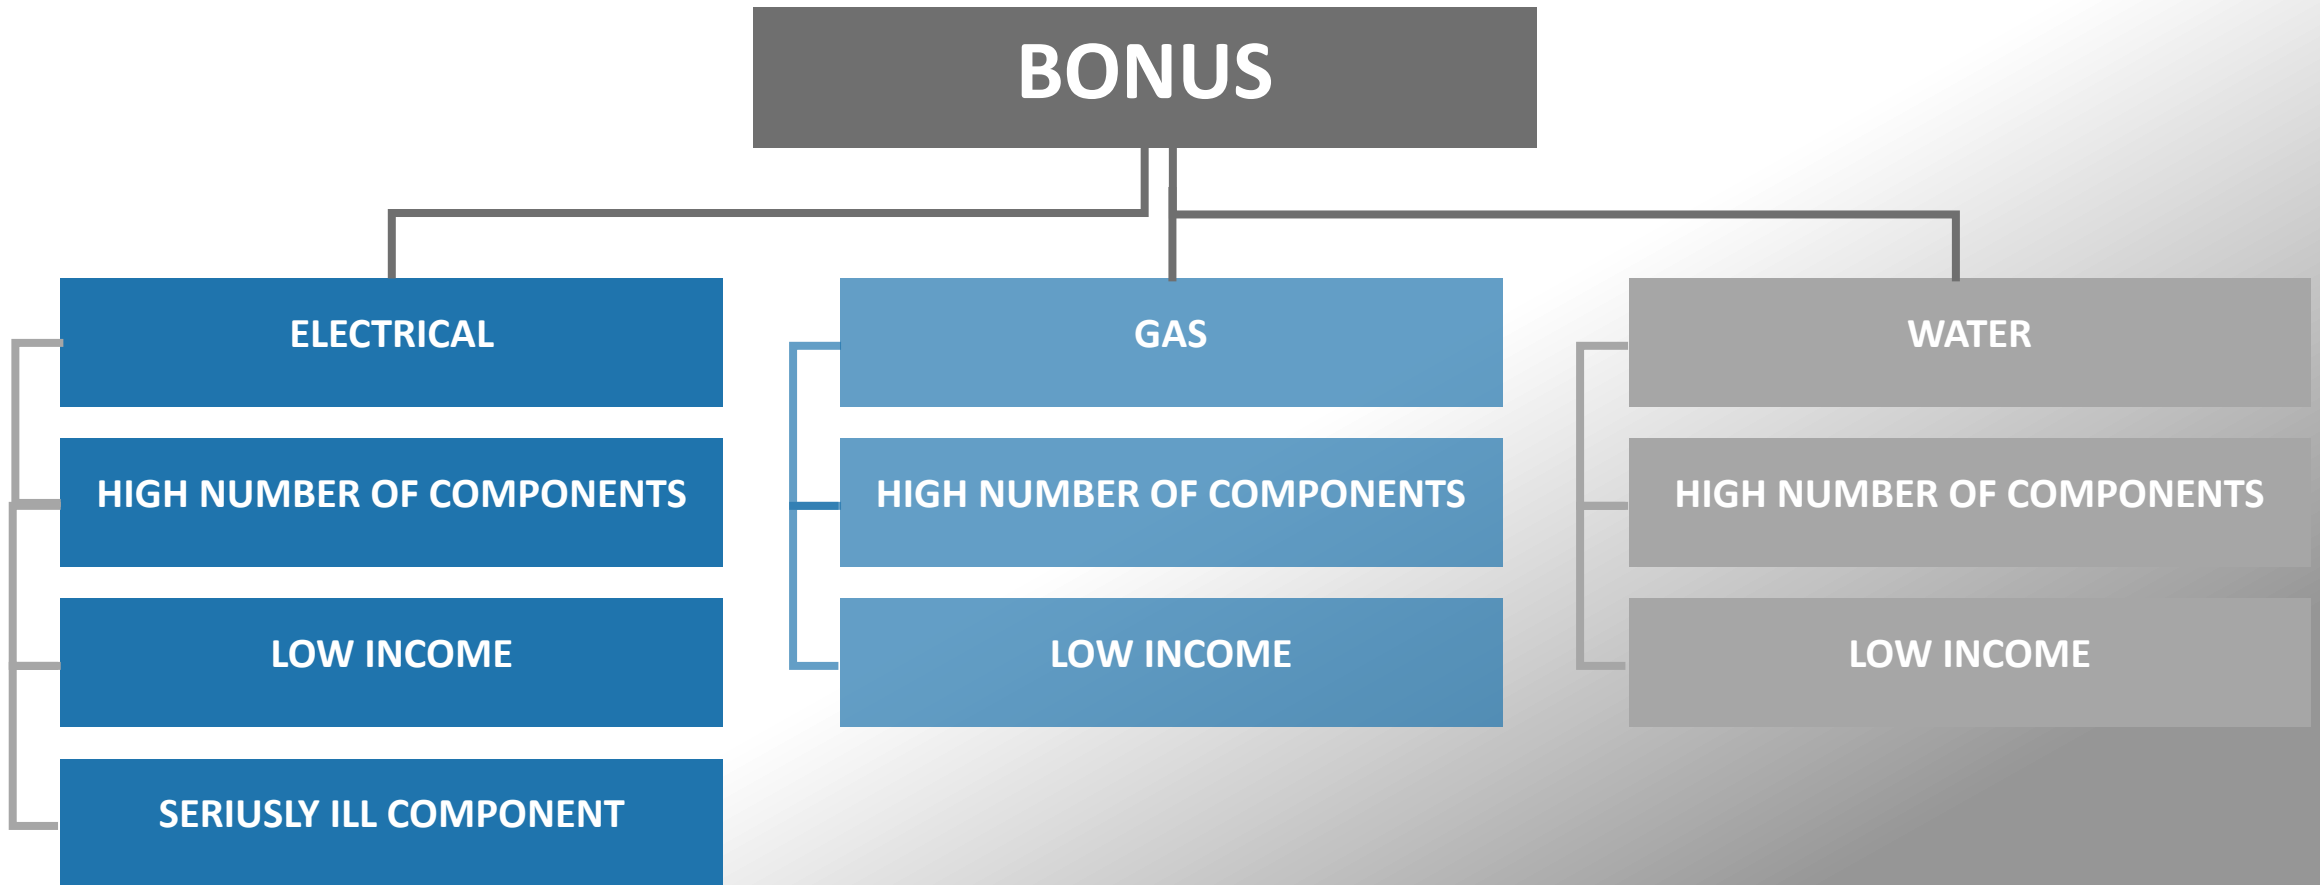 BONUS
ELECTRICAL
HIGH NUMBER OF COMPONENTS
LOW INCOME
SERIUSLY ILL COMPONENT
GAS
HIGH NUMBER OF COMPONENTS
LOW INCOME
WATER
HIGH NUMBER OF COMPONENTS
LOW INCOME